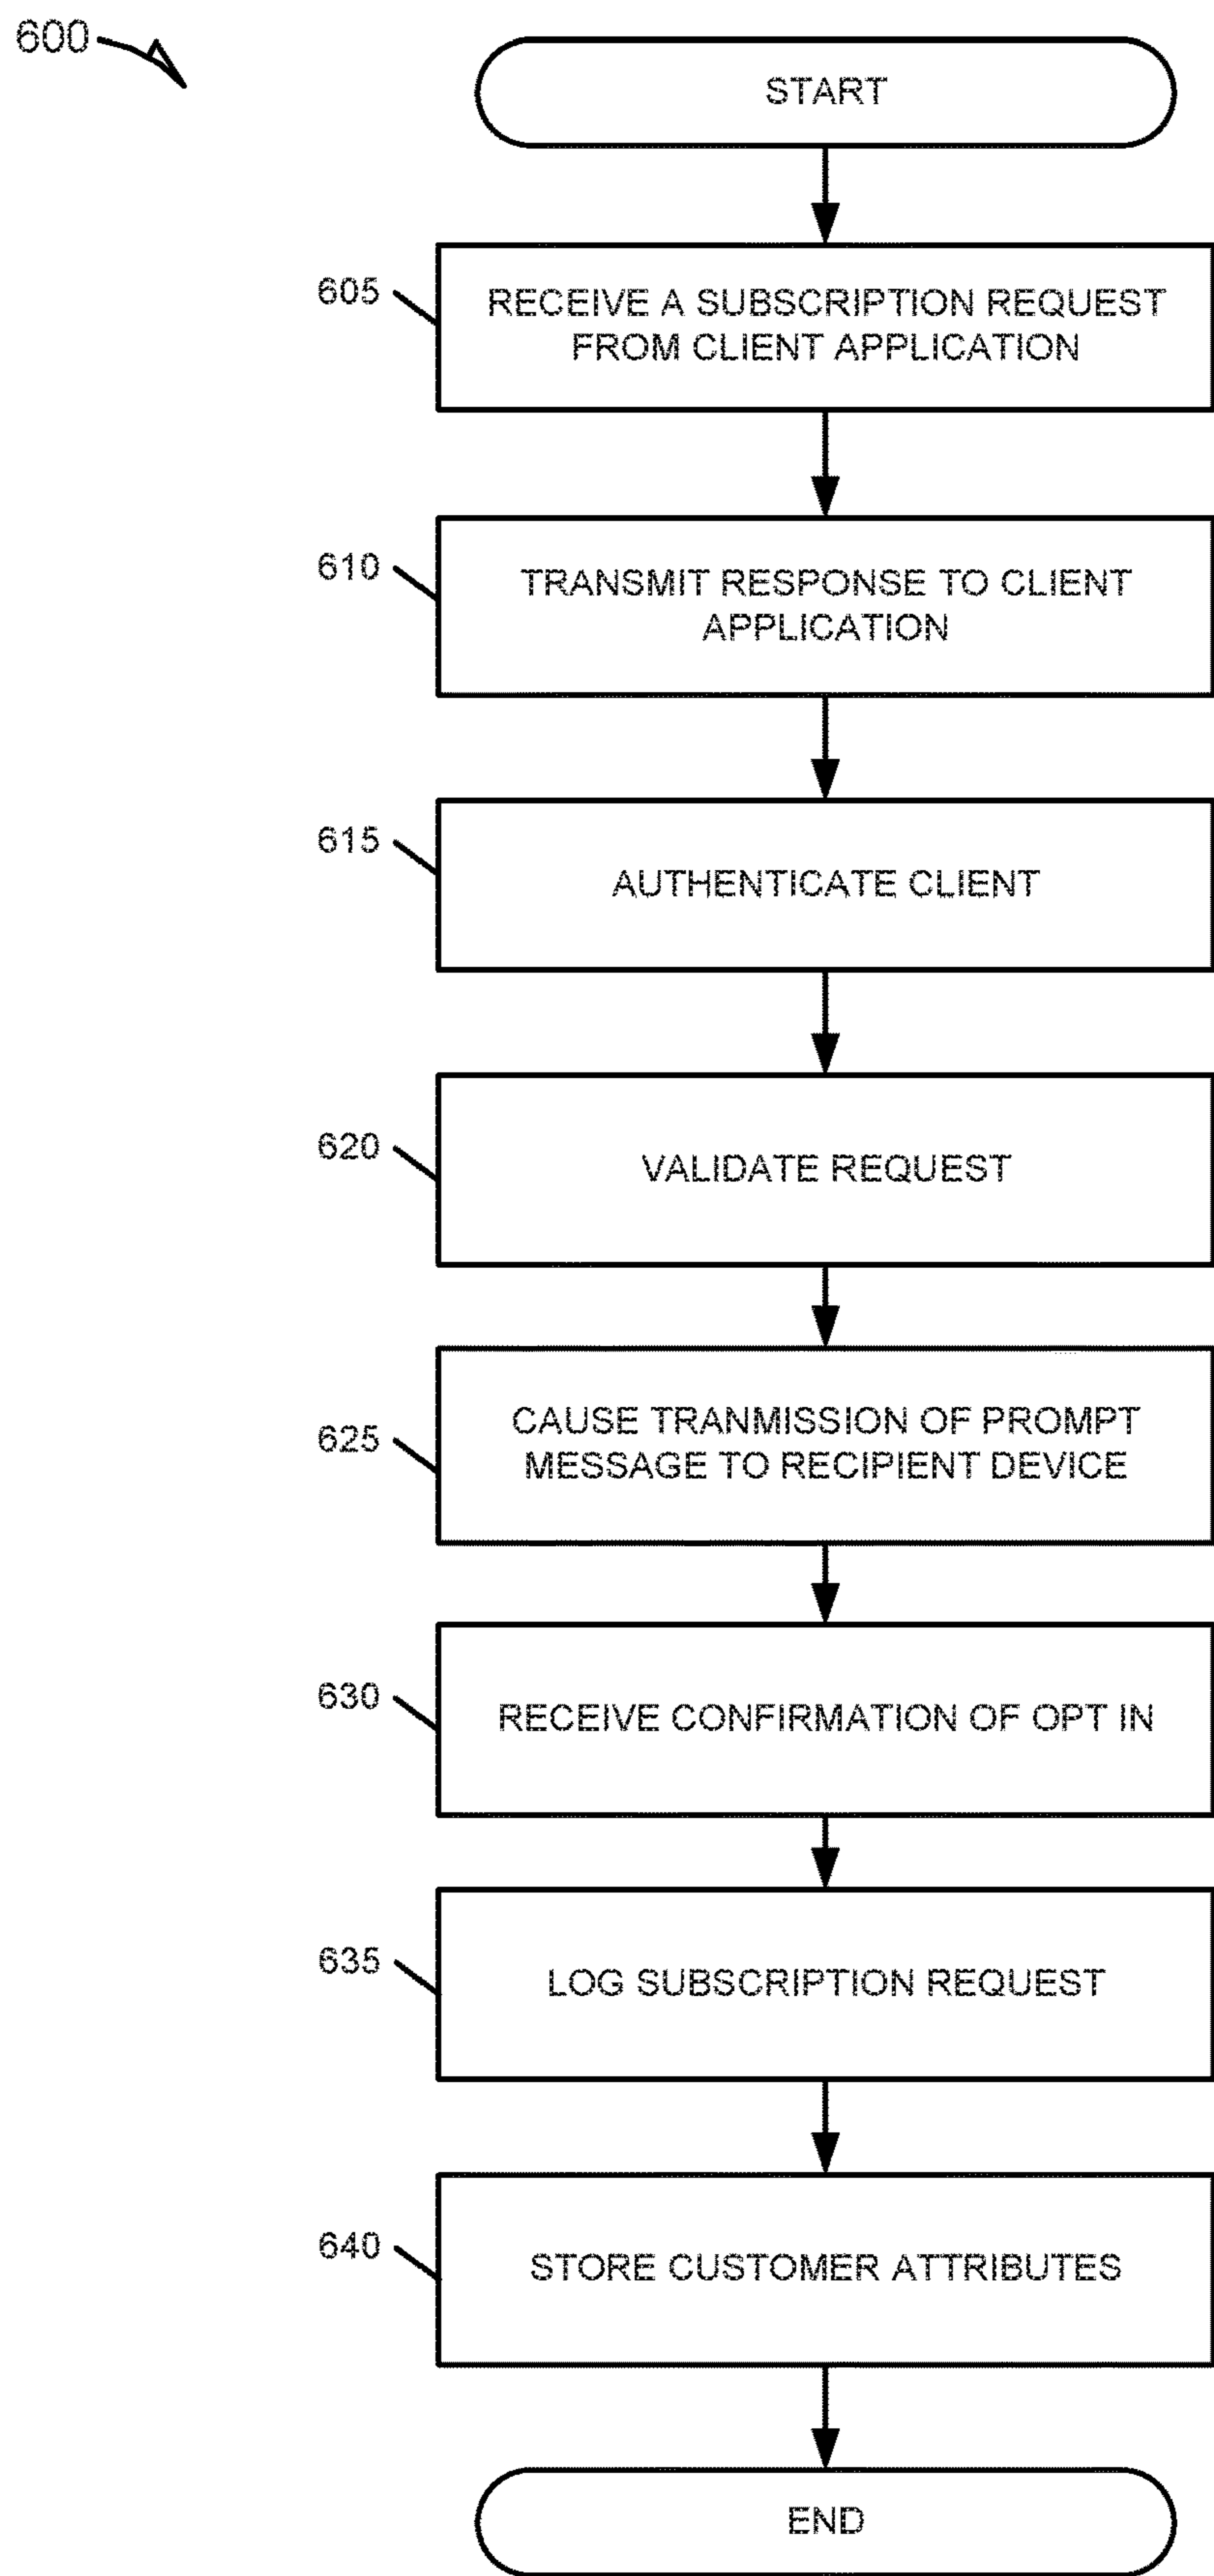 600
START
605
RECEIVE A SUBSCRIPTION REQUEST
FROM CLIENT APPLICATION
610
TRANSMIT RESPONSE TO CLIENT
APPLICATION
615
AUTHENTICATE CLIENT
620
VALIDATE REQUEST
625
CAUSE TRANMISSION OF PROMPT
MESSAGE TO RECIPIENT DEVICE
630
RECEIVE CONFIRMATION OF OPT IN
635
LOG SUBSCRIPTION REQUEST
640
STORE CUSTOMER ATTRIBUTES
END